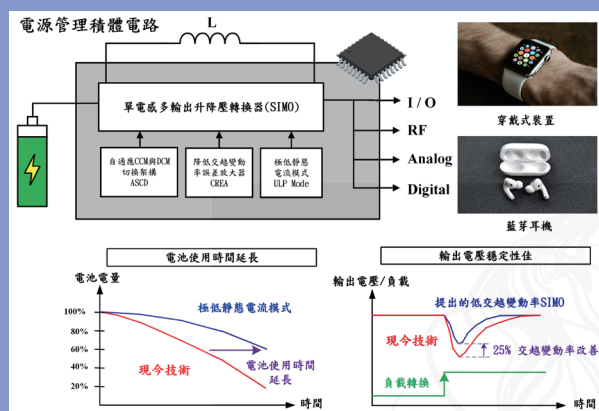 電源管理積體電路
L
單電感多輸出升降壓轉換器(SIMO)
自適應CCM與DCM
切換架構
ASCD
降低交越變動
率誤差放大器
CREA
極低靜態
電流模式
ULP Mode
I / O
RF
Analog
Digital
穿戴式裝置
藍芽耳機
電池使用時間延長
電池電量
100%
80%
60%
40%
20%
極低靜態電流模式
現今技術
電池使用時間
延長
時間
輸出電壓穩定性佳
輸出電壓/負載
提出的低交越變動率SIMO
現今技術
25% 交越變動率改善
負載轉換
時間